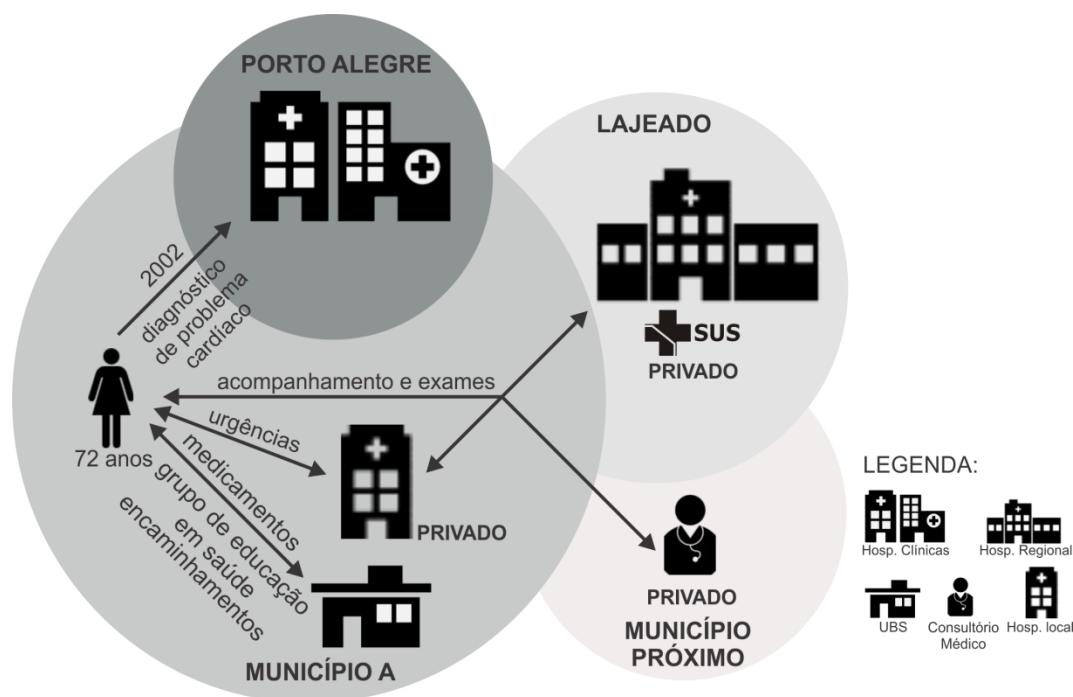 PORTO ALEGRE
LAJEADO
SUS
PRIVADO
2002
diagnóstico
de problema
cardíaco
acompanhamento e exames
urgências
72 anos
medicamentos
grupo de educação
em saúde
encaminhamentos
PRIVADO
MUNICÍPIO A
PRIVADO
MUNICÍPIO
PRÓXIMO
LEGENDA:
Hosp. Clínicas
Hosp. Regional
UBS
Consultório
Médico
Hosp. local